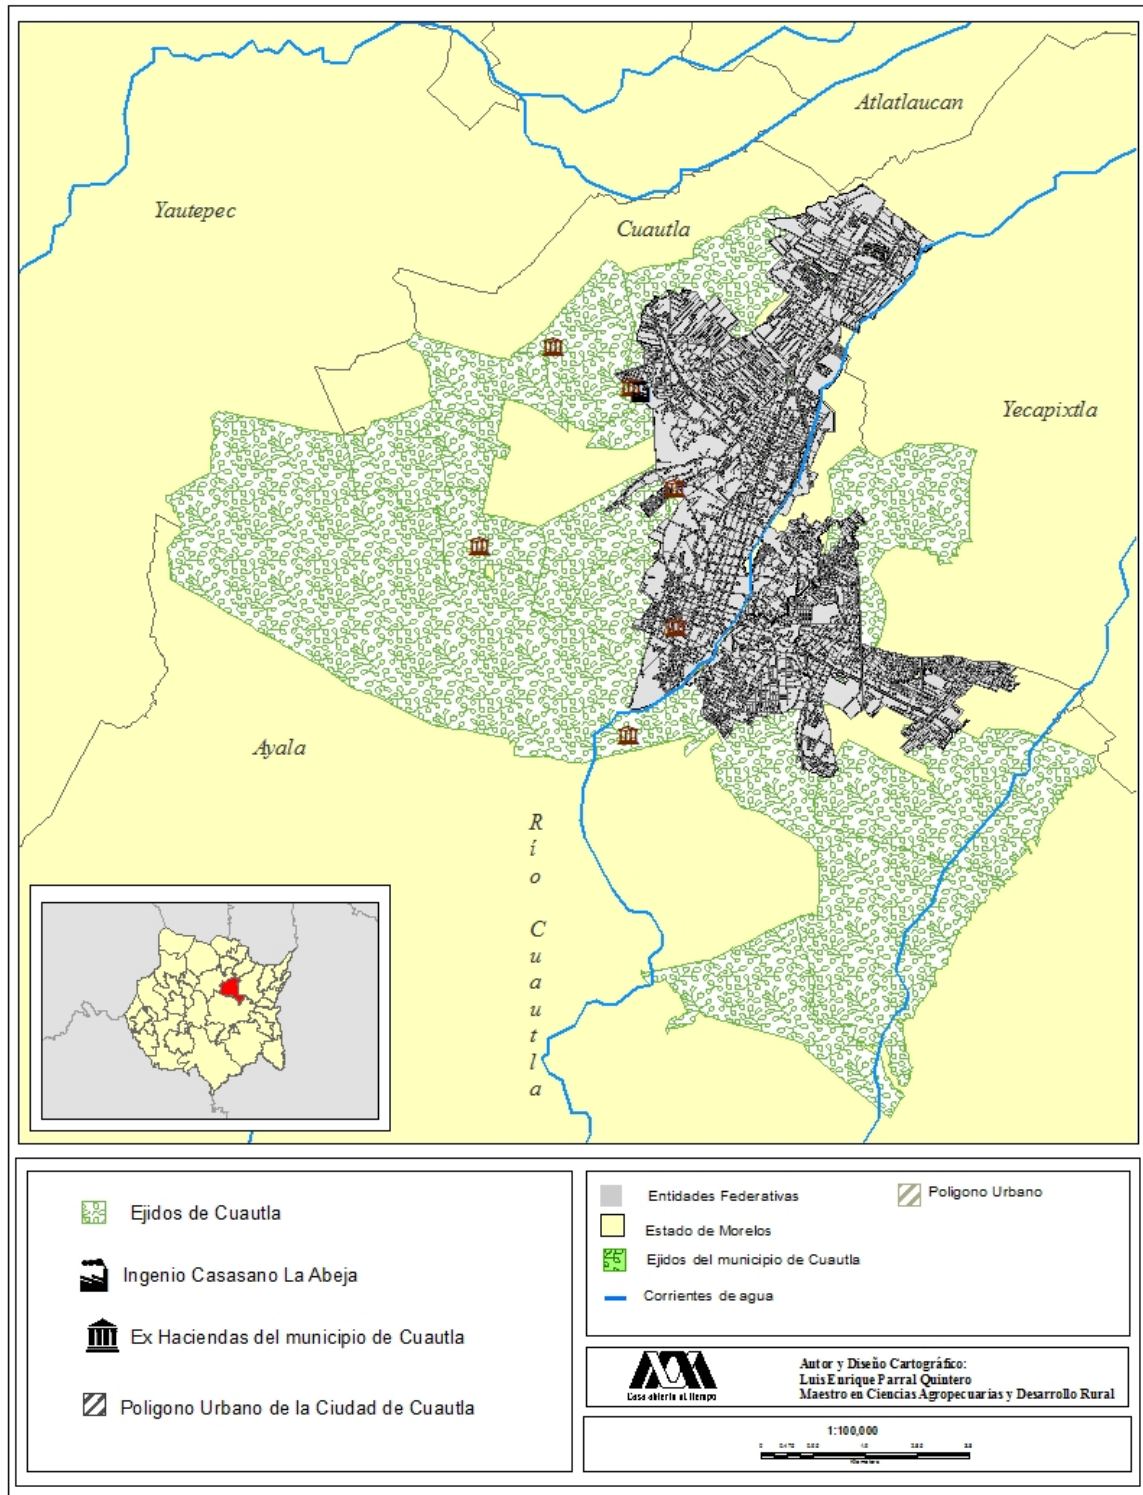 Atlatlaucan
Yautepec
Cuautla
Yecapixtla
Ayala
Río Cuautla
Ejidos de Cuautla
Ingenio Casasano La Abeja
Ex Haciendas del municipio de Cuautla
Poligono Urbano de la Ciudad de Cuautla
Entidades Federativas
Poligono Urbano
Estado de Morelos
Ejidos del municipio de Cuautla
Corrientes de agua
Casa abierta al tiempo
Autor y Diseño Cartográfico:
Luis Enrique Parral Quintero
Maestro en Ciencias Agropecuarias y Desarrollo Rural
1:100,000
Kilometers